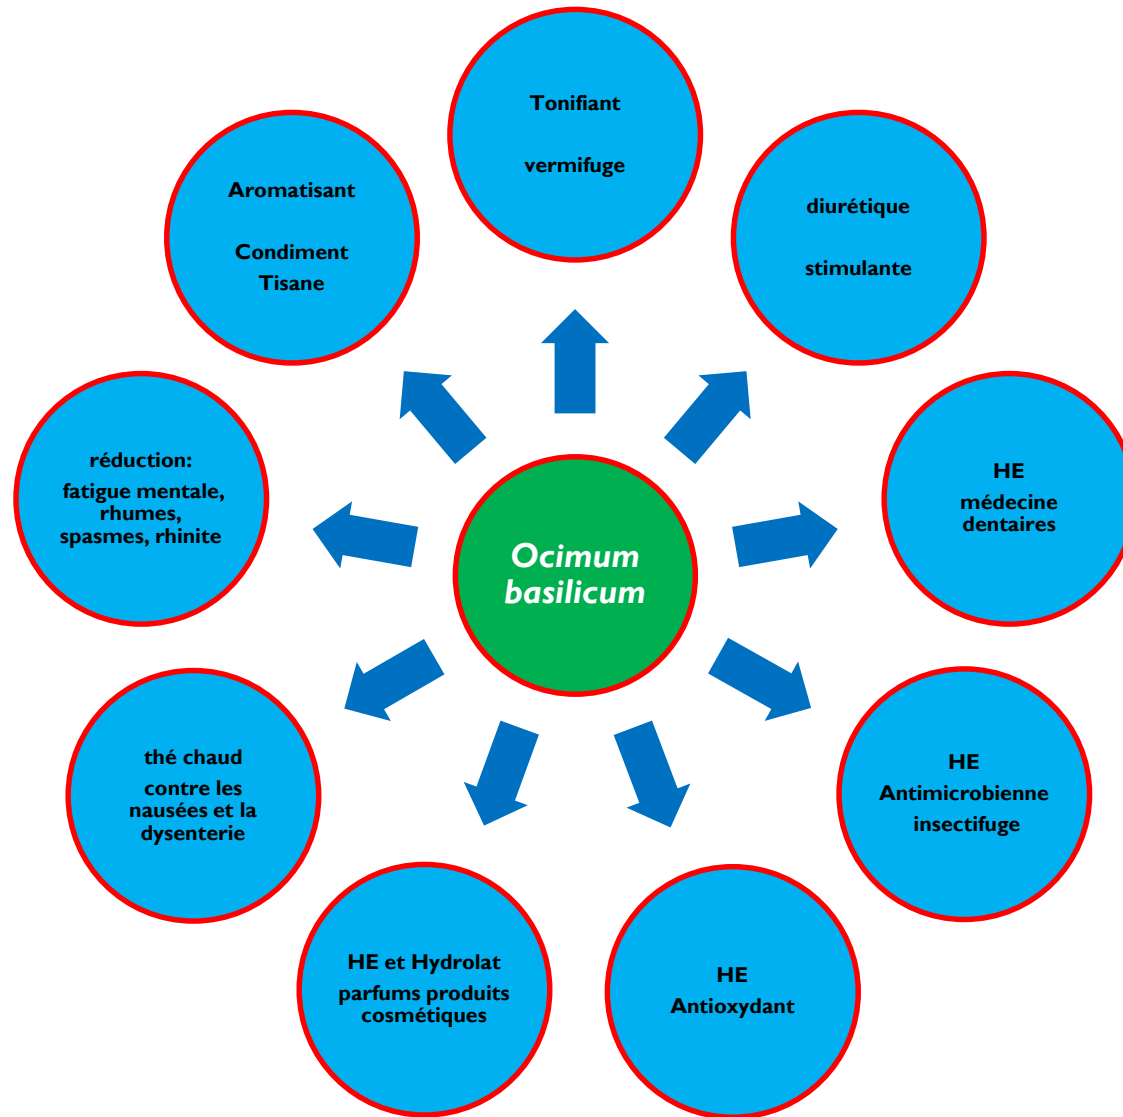 Tonifiant
vermifuge
diurétique
stimulante
HE
médecine
dentaires
HE
Antimicrobienne
insectifuge
HE
Antioxydant
HE et Hydrolat
parfums produits
cosmétiques
thé chaud
contre les
nausées et la
dysenterie
réduction:
fatigue mentale,
rhumes,
spasmes, rhinite
Aromatisant
Condiment
Tisane
Ocimum
basilicum